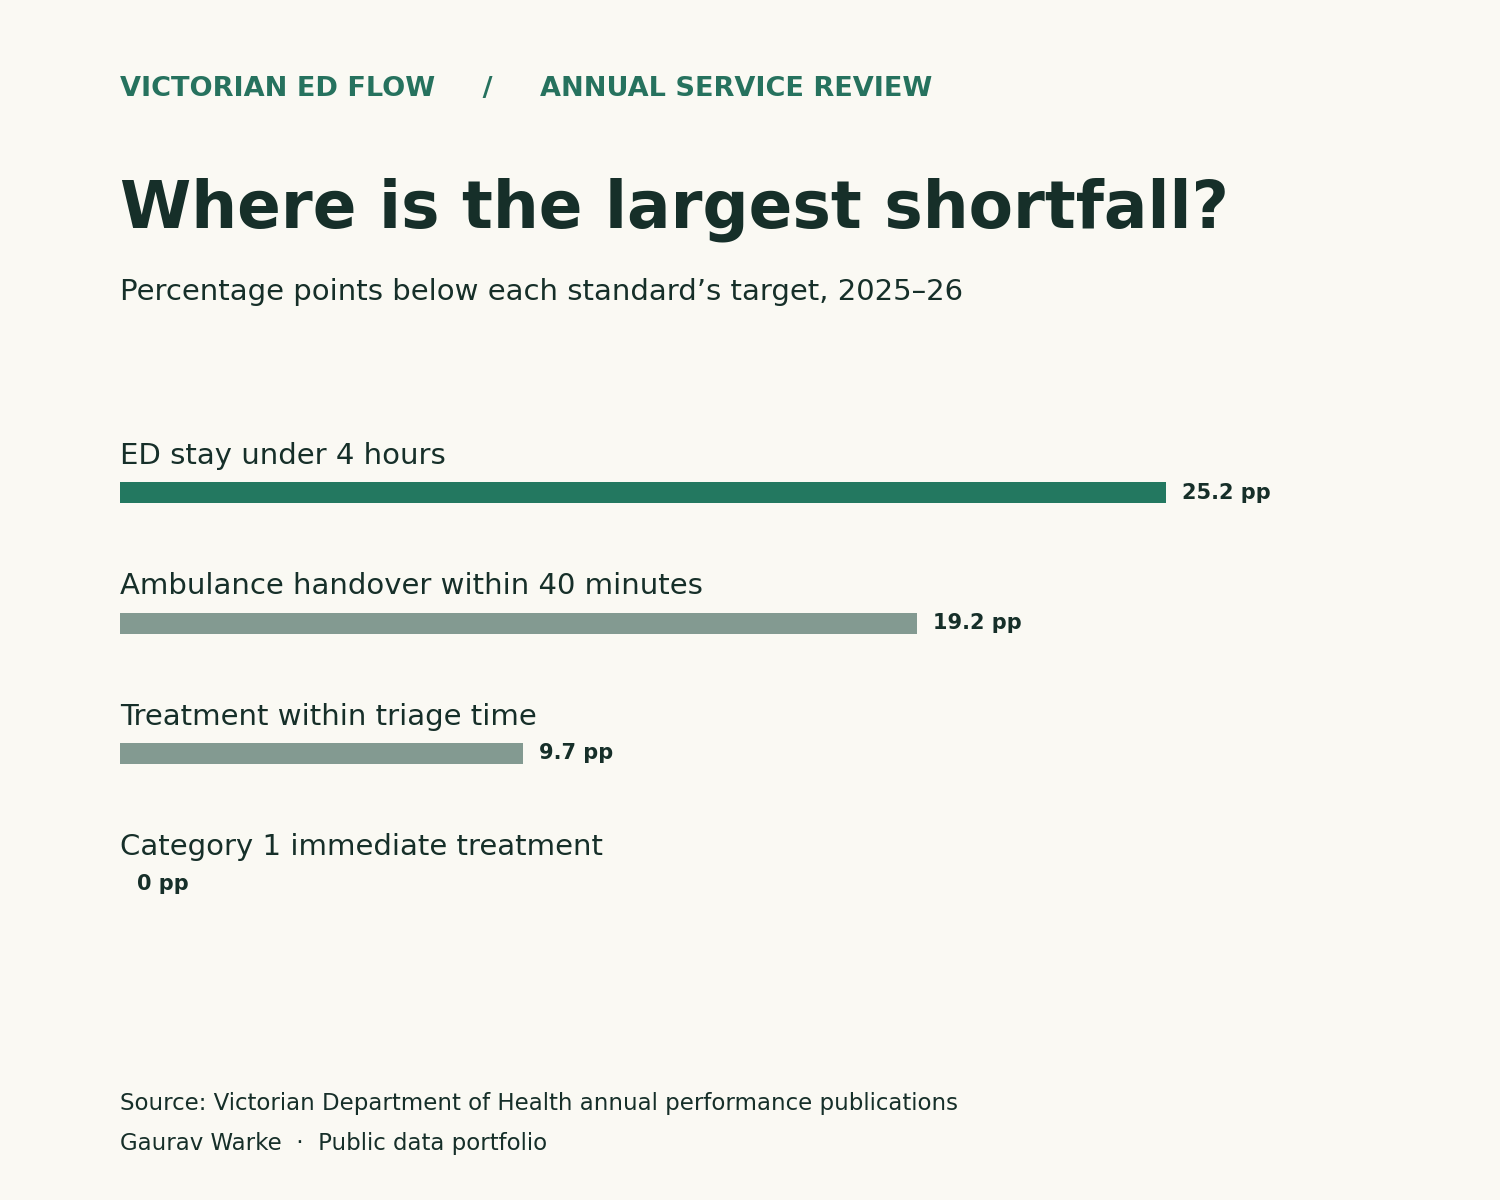 VICTORIAN ED FLOW / ANNUAL SERVICE REVIEW
Where is the largest shortfall?
Percentage points below each standard’s target, 2025–26
ED stay under 4 hours
25.2 pp
Ambulance handover within 40 minutes
19.2 pp
Treatment within triage time
9.7 pp
Category 1 immediate treatment
0 pp
Source: Victorian Department of Health annual performance publications
Gaurav Warke · Public data portfolio